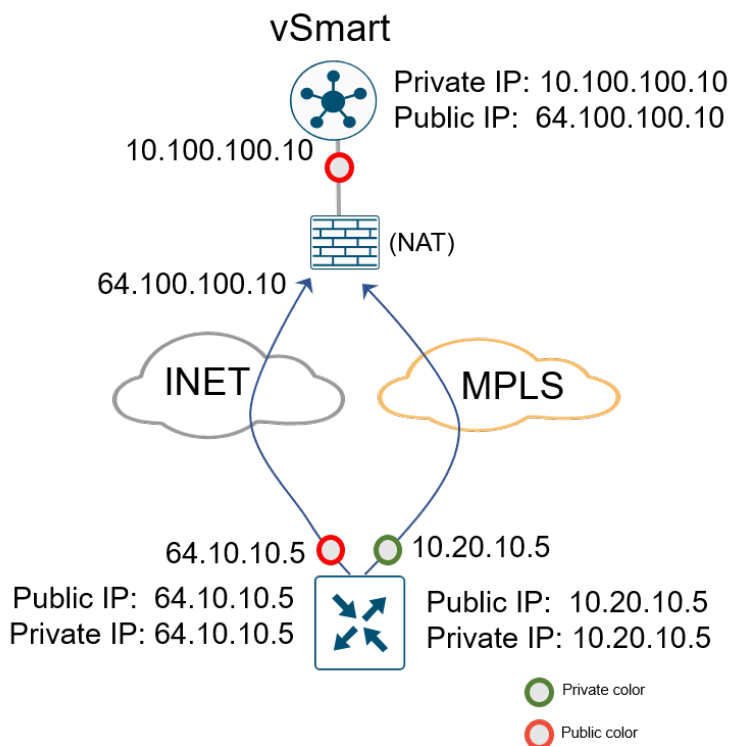 vSmart
Private IP: 10.100.100.10
Public IP: 64.100.100.10
10.100.100.10
(NAT)
64.100.100.10
INET
MPLS
64.10.10.5
10.20.10.5
Public IP: 64.10.10.5
Private IP: 64.10.10.5
Public IP: 10.20.10.5
Private IP: 10.20.10.5
Private color
Public color